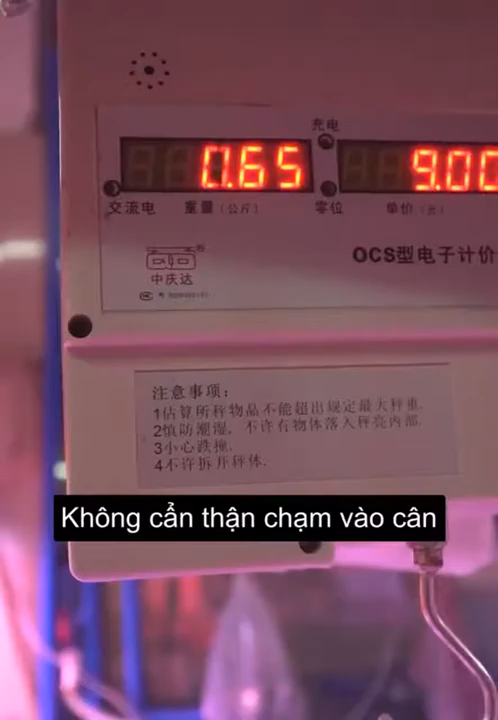 充电
0.65
9.00
交流电
重量（公斤）
零位
单价（元）
OCS型电子计价
中庆达
注意事项：
1估算所称物品不能超出规定最大秤重.
2慎防潮湿，不许有物体落入秤亮内部.
3小心跌撞.
4不许拆开秤体.
Không cẩn thận chạm vào cân